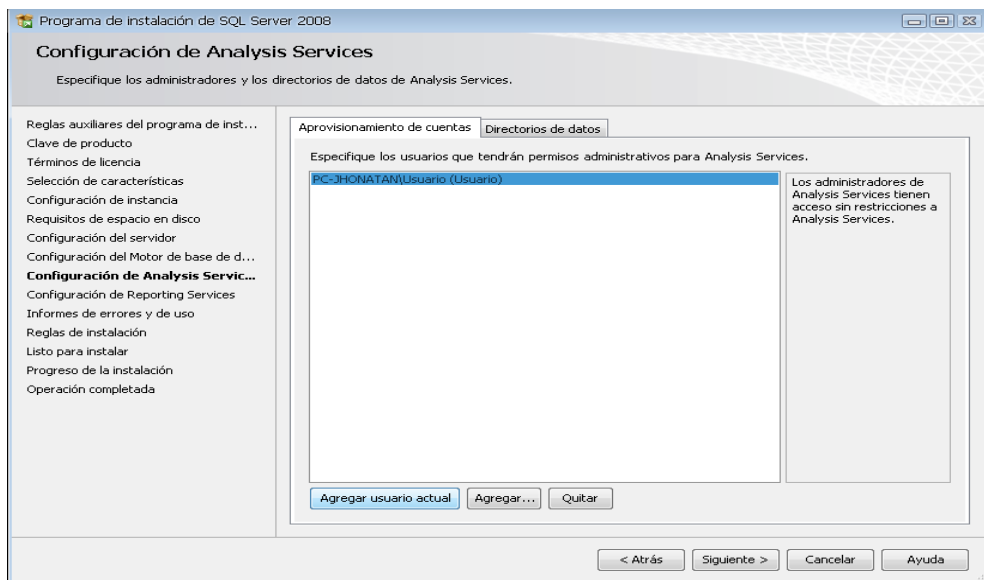 Programa de instalación de SQL Server 2008
Configuración de Analysis Services
Especifique los administradores y los directorios de datos de Analysis Services.
Reglas auxiliares del programa de inst...
Clave de producto
Términos de licencia
Selección de características
Configuración de instancia
Requisitos de espacio en disco
Configuración del servidor
Configuración del Motor de base de d...
Configuración de Analysis Servic...
Configuración de Reporting Services
Informes de errores y de uso
Reglas de instalación
Listo para instalar
Progreso de la instalación
Operación completada
Aprovisionamiento de cuentas
Directorios de datos
Especifique los usuarios que tendrán permisos administrativos para Analysis Services.
PC-JHONATAN\Usuario (Usuario)
Los administradores de
Analysis Services tienen
acceso sin restricciones a
Analysis Services.
Agregar usuario actual
Agregar...
Quitar
< Atrás
Siguiente >
Cancelar
Ayuda